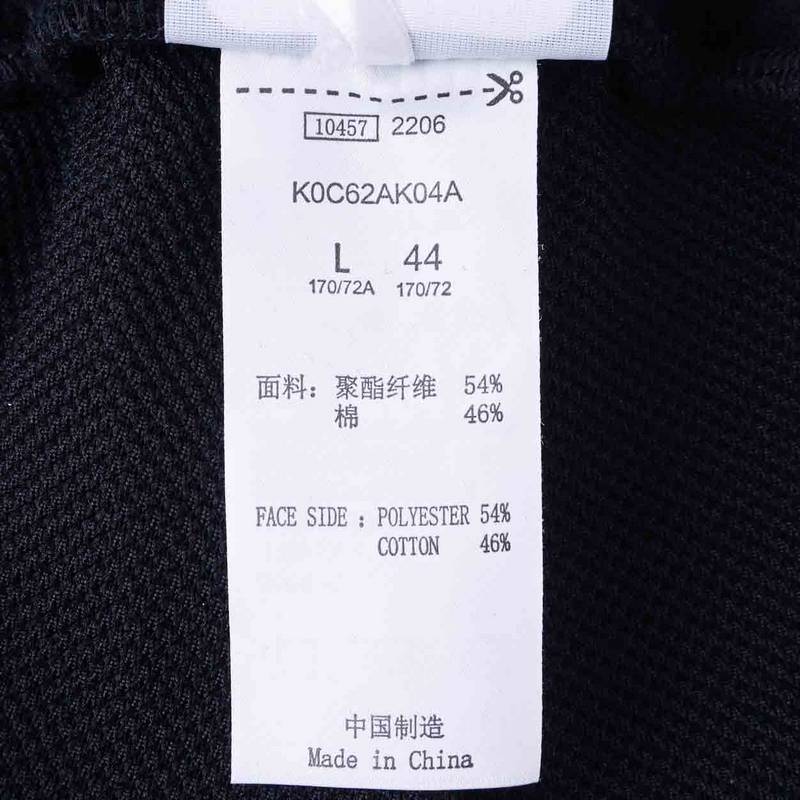 10457 2206
K0C62AK04A
L 44
170/72A 170/72
面料: 聚酯纤维 54%
棉 46%
FACE SIDE : POLYESTER 54%
COTTON 46%
中国制造
Made in China